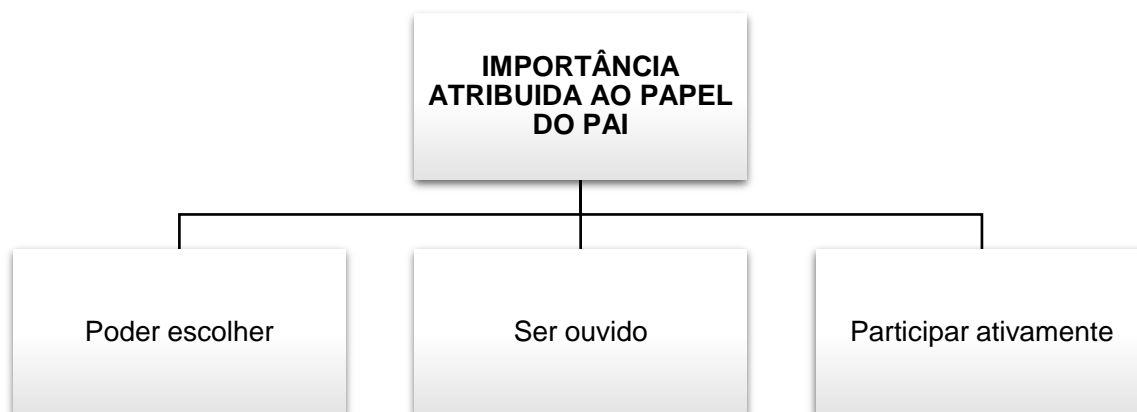 IMPORTÂNCIA
ATRIBUIDA AO PAPEL
DO PAI
Poder escolher
Ser ouvido
Participar ativamente